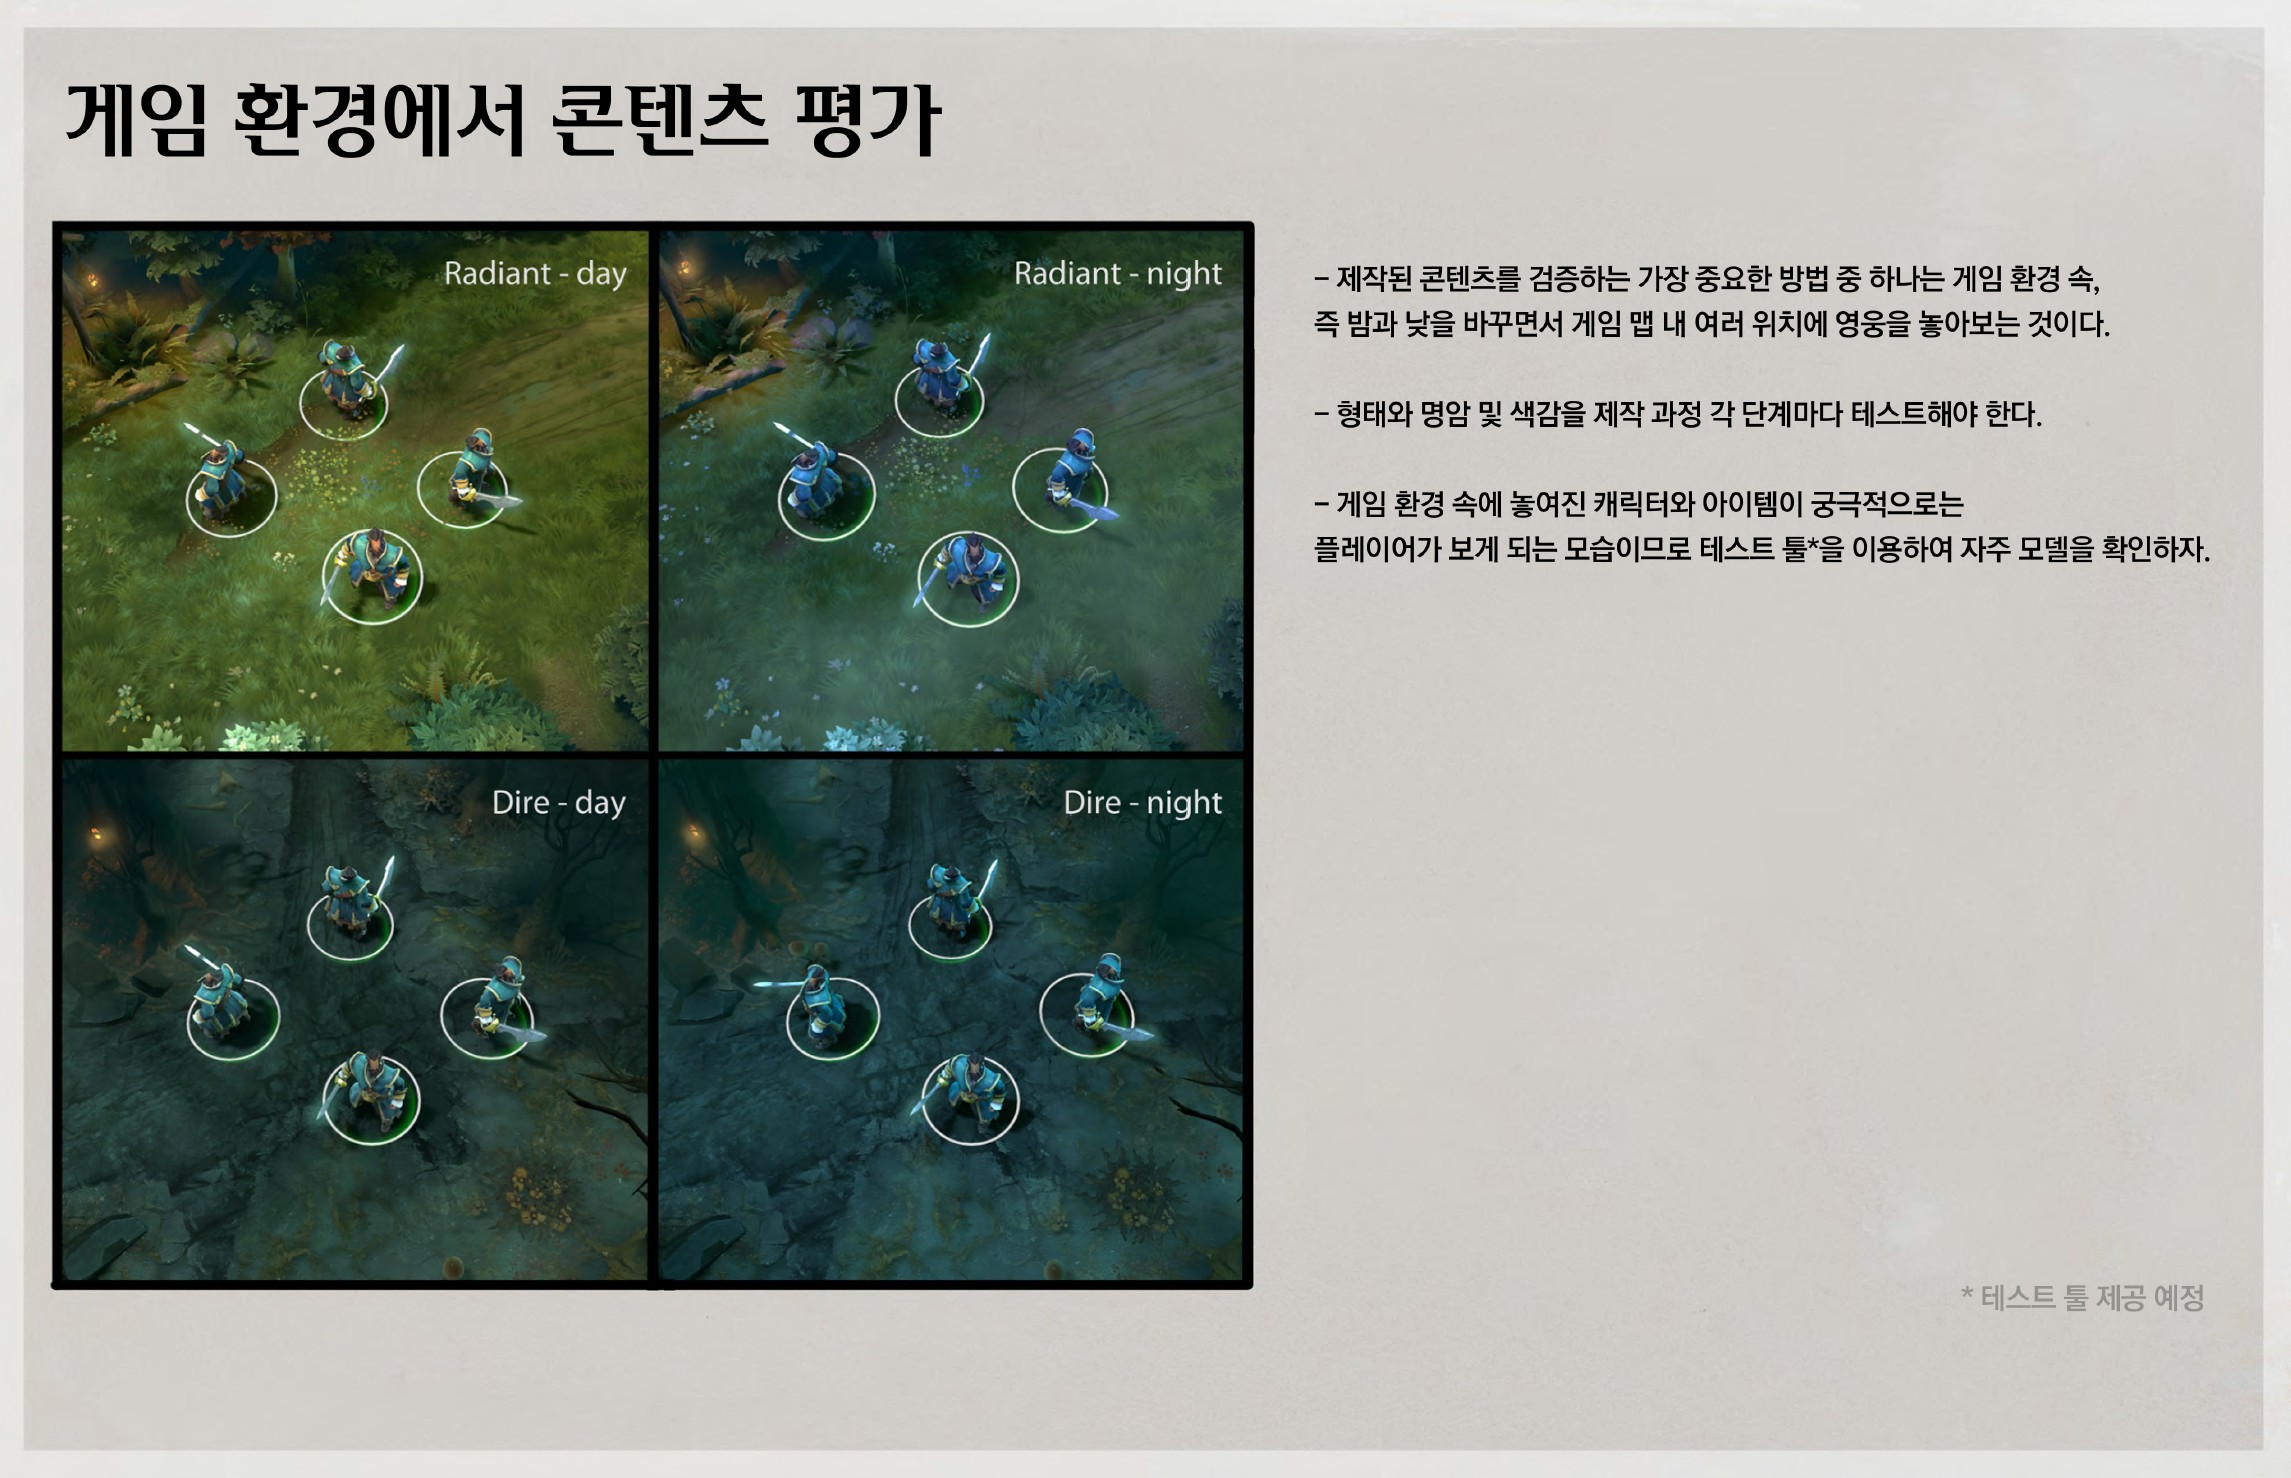 게임 환경에서 콘텐츠 평가
Radiant - day
Radiant - night
Dire - day
Dire - night
– 제작된 콘텐츠를 검증하는 가장 중요한 방법 중 하나는 게임 환경 속,
즉 밤과 낮을 바꾸면서 게임 맵 내 여러 위치에 영웅을 놓아보는 것이다.
– 형태와 명암 및 색감을 제작 과정 각 단계마다 테스트해야 한다.
– 게임 환경 속에 놓여진 캐릭터와 아이템이 궁극적으로는
플레이어가 보게 되는 모습이므로 테스트 툴*을 이용하여 자주 모델을 확인하자.
* 테스트 툴 제공 예정